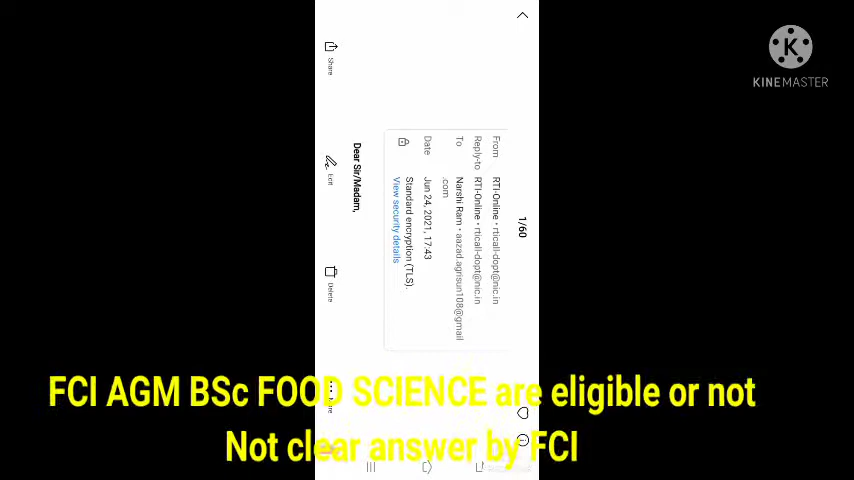 KINEMASTER
1/60
From RTI-Online • rticall-dopt@nic.in
Reply-to RTI-Online • rticall-dopt@nic.in
To Narshi Ram • aazad.agrisun108@gmail
.com
Date Jun 24, 2021, 17:43
Standard encryption (TLS).
View security details
Dear Sir/Madam,
Share
Edit
Delete
FCI AGM BSc FOOD SCIENCE are eligible or not
Not clear answer by FCI